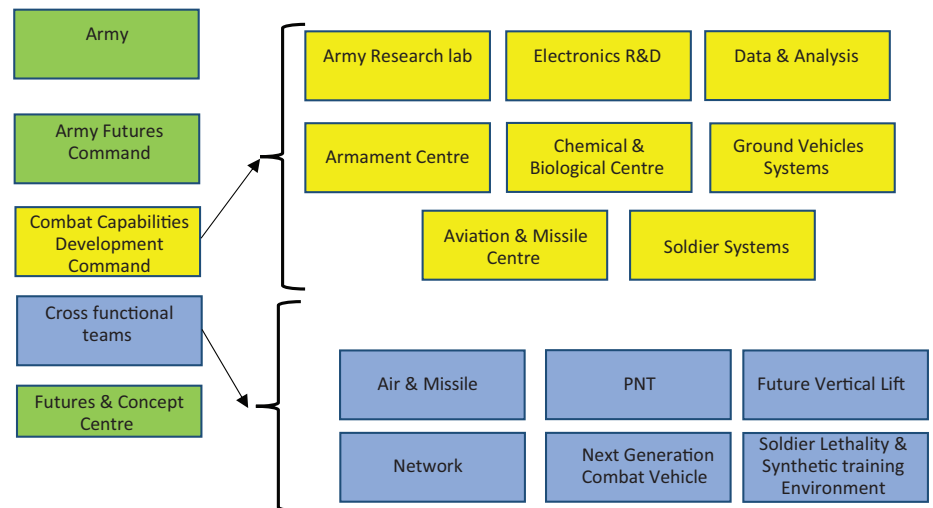 Army
Army Futures
Command
Combat Capabilities
Development
Command
Cross functional
teams
Futures & Concept
Centre
Army Research lab
Electronics R&D
Data & Analysis
Armament Centre
Chemical &
Biological Centre
Ground Vehicles
Systems
Aviation & Missile
Centre
Soldier Systems
Air & Missile
PNT
Future Vertical Lift
Network
Next Generation
Combat Vehicle
Soldier Lethality &
Synthetic training
Environment